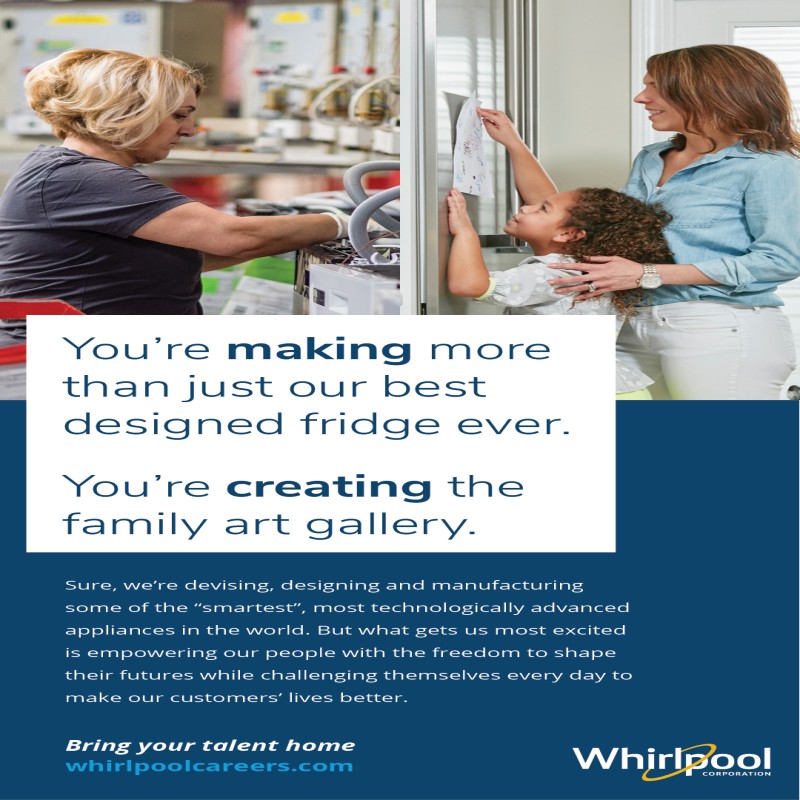 You're making more
than just our best
designed fridge ever.
You're creating the
family art gallery.
Sure, we're devising, designing and manufacturing
some of the “smartest”, most technologically advanced
appliances in the world. But what gets us most excited
is empowering our people with the freedom to shape
their futures while challenging themselves every day to
make our customers' lives better.
Bring your talent home
whirlpoolcareers.com
Whirlpool
CORPORATION